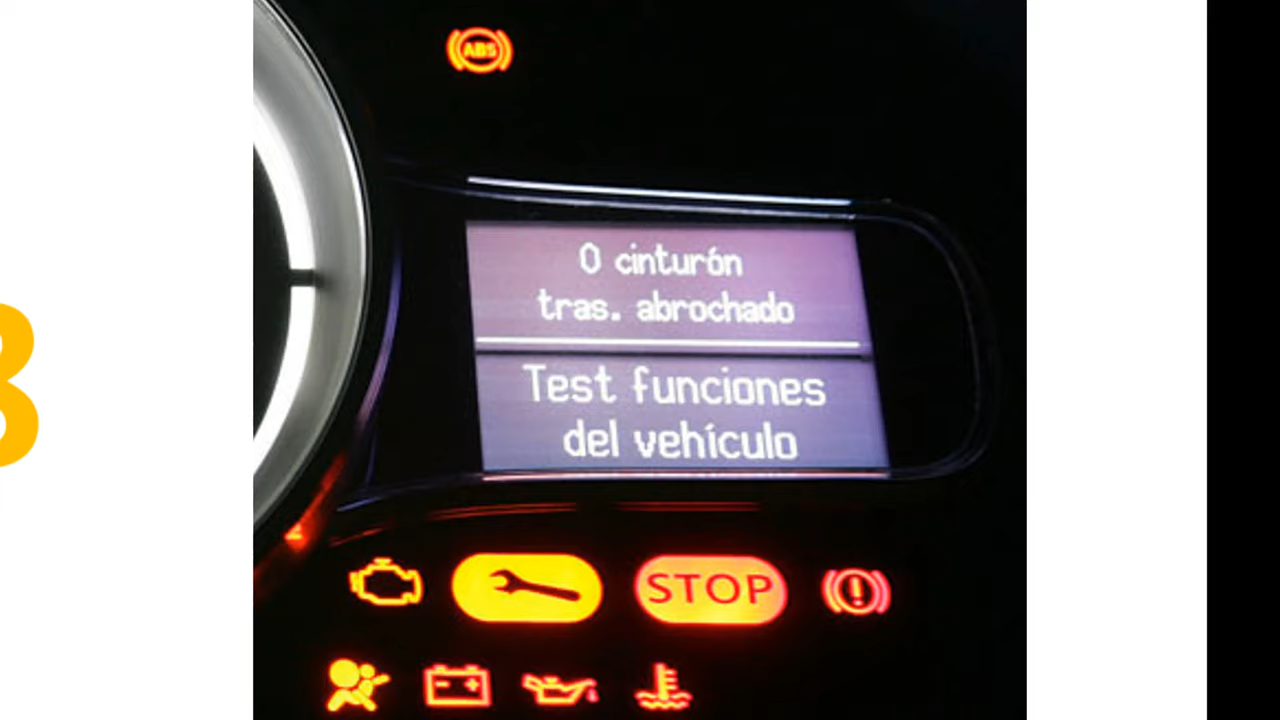 ABS
0 cinturón
tras. abrochado
Test funciones
del vehículo
STOP